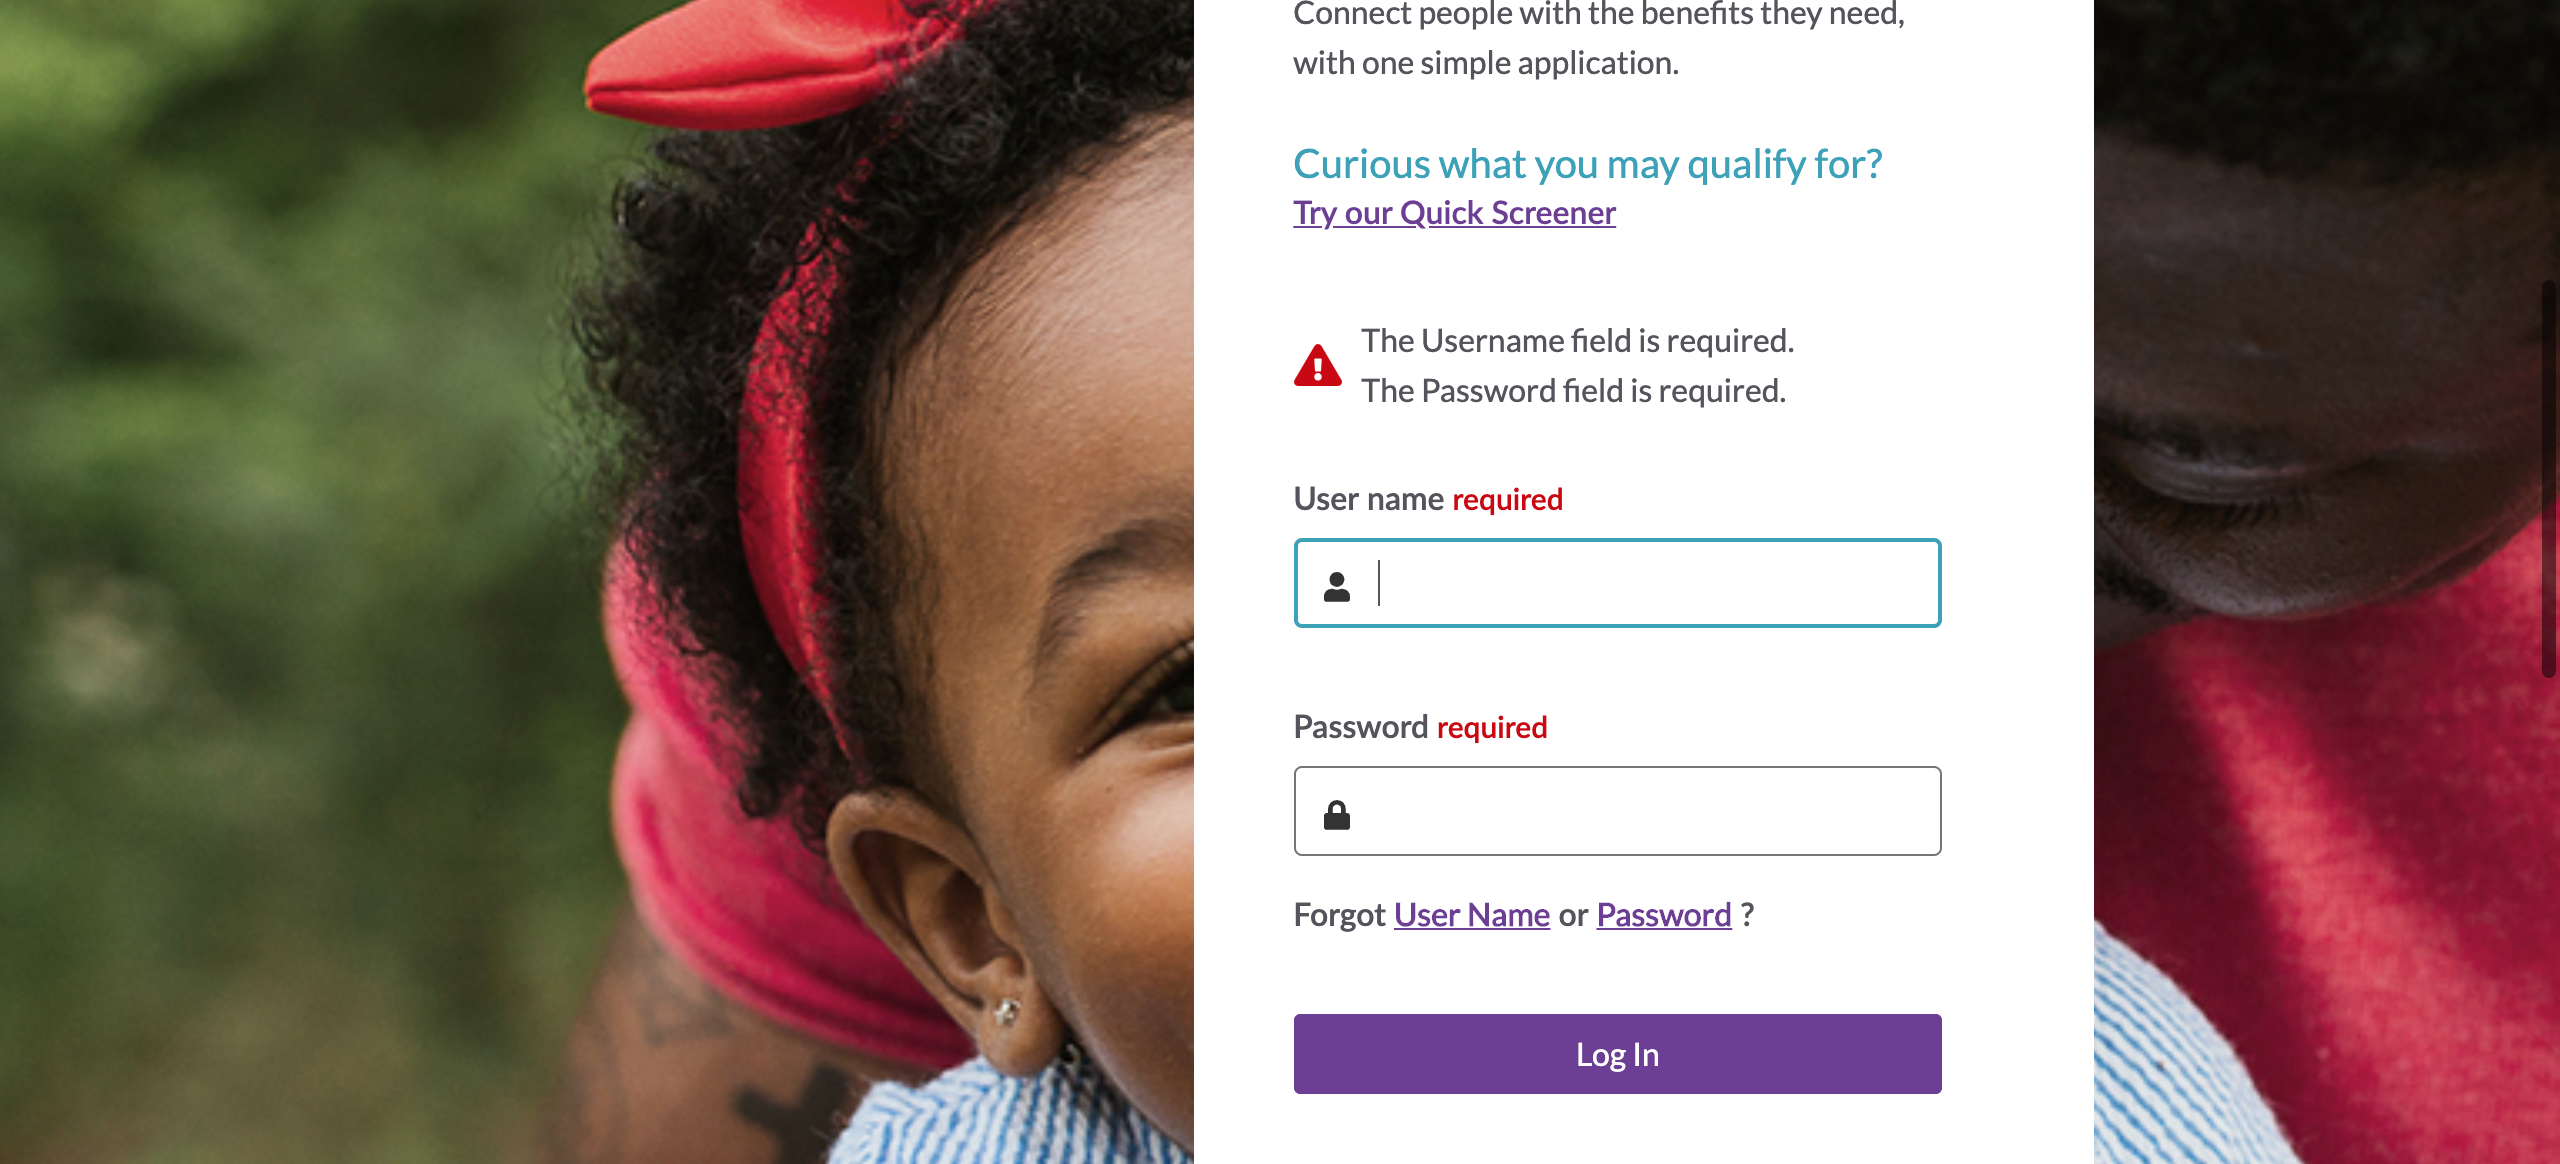 Connect people with the benefits they need,
with one simple application.
Curious what you may qualify for?
Try our Quick Screener
The Username field is required.
The Password field is required.
User name required
Password required
Forgot User Name or Password ?
Log In